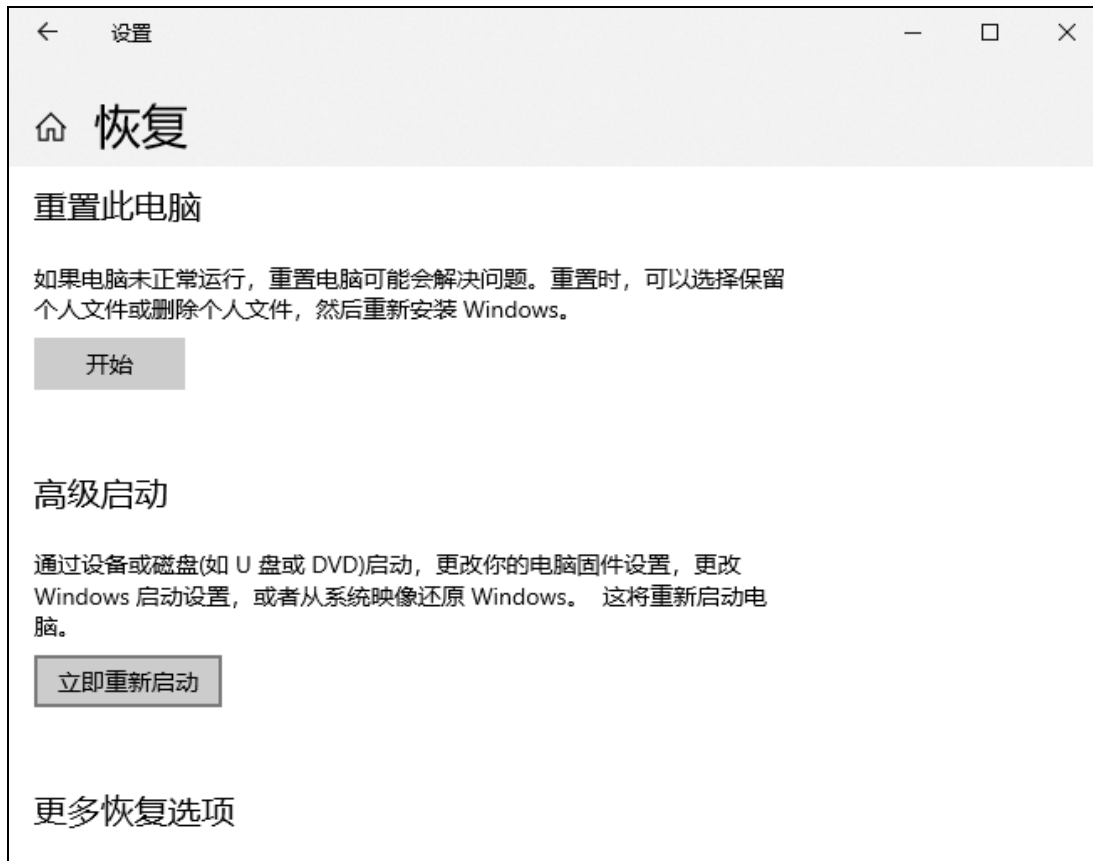 设置
恢复
重置此电脑
如果电脑未正常运行，重置电脑可能会解决问题。重置时，可以选择保留
个人文件或删除个人文件，然后重新安装 Windows。
开始
高级启动
通过设备或磁盘(如 U 盘或 DVD)启动，更改你的电脑固件设置，更改
Windows 启动设置，或者从系统映像还原 Windows。 这将重新启动电
脑。
立即重新启动
更多恢复选项